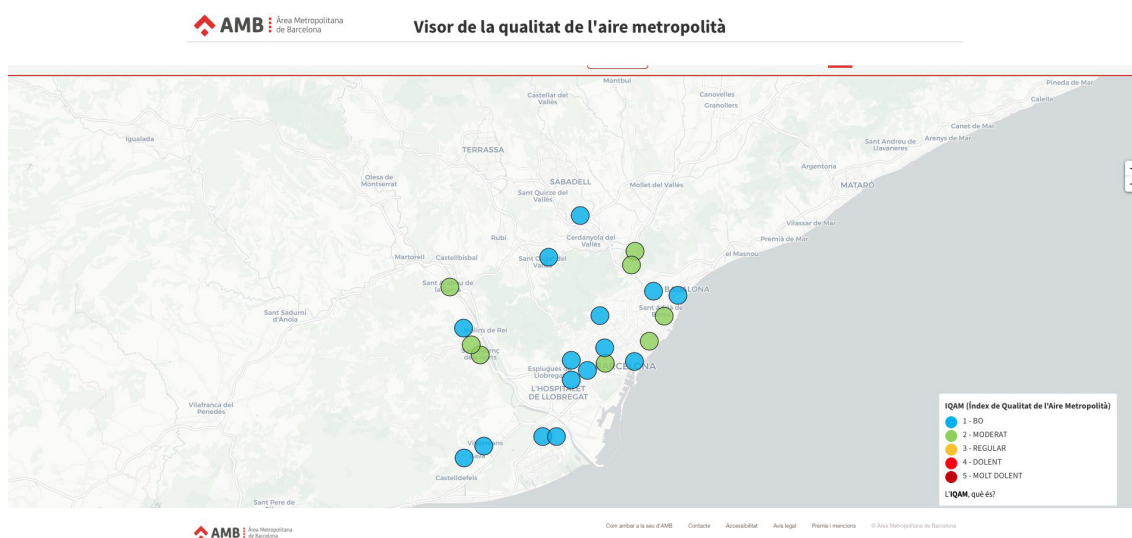 AMB Àrea Metropolitana
de Barcelona
Visor de la qualitat de l'aire metropolità
Montbui
Pineda de Mar
Castellar del
Vallès
Canovelles
Granollers
Calella
Canet de Mar
Igualada
Sant Andreu de
Llavaneres
Arenys de Mar
TERRASSA
Argentona
Olesa de
Montserrat
SABADELL
Mollet del Vallès
MATARÓ
Sant Quirze del
Vallès
Vilassar de Mar
Rubí
Cerdanyola del
Vallès
Premià de Mar
Martorell
Castellbisbal
el Masnou
Sant Sadurní
d'Anoia
Esplugues de
Llobregat
L'HOSPITALET
DE LLOBREGAT
Vilafranca del
Penedès
Castelldefels
Sant Pere de
IQAM (Índex de Qualitat de l'Aire Metropolità)
1 - BO
2 - MODERAT
3 - REGULAR
4 - DOLENT
5 - MOLT DOLENT
L'IQAM, què és?
AMB Àrea Metropolitana
de Barcelona
Com arribar a la seu d'AMB
Contacte
Accessibilitat
Avís legal
Premis i mencions
© Àrea Metropolitana de Barcelona